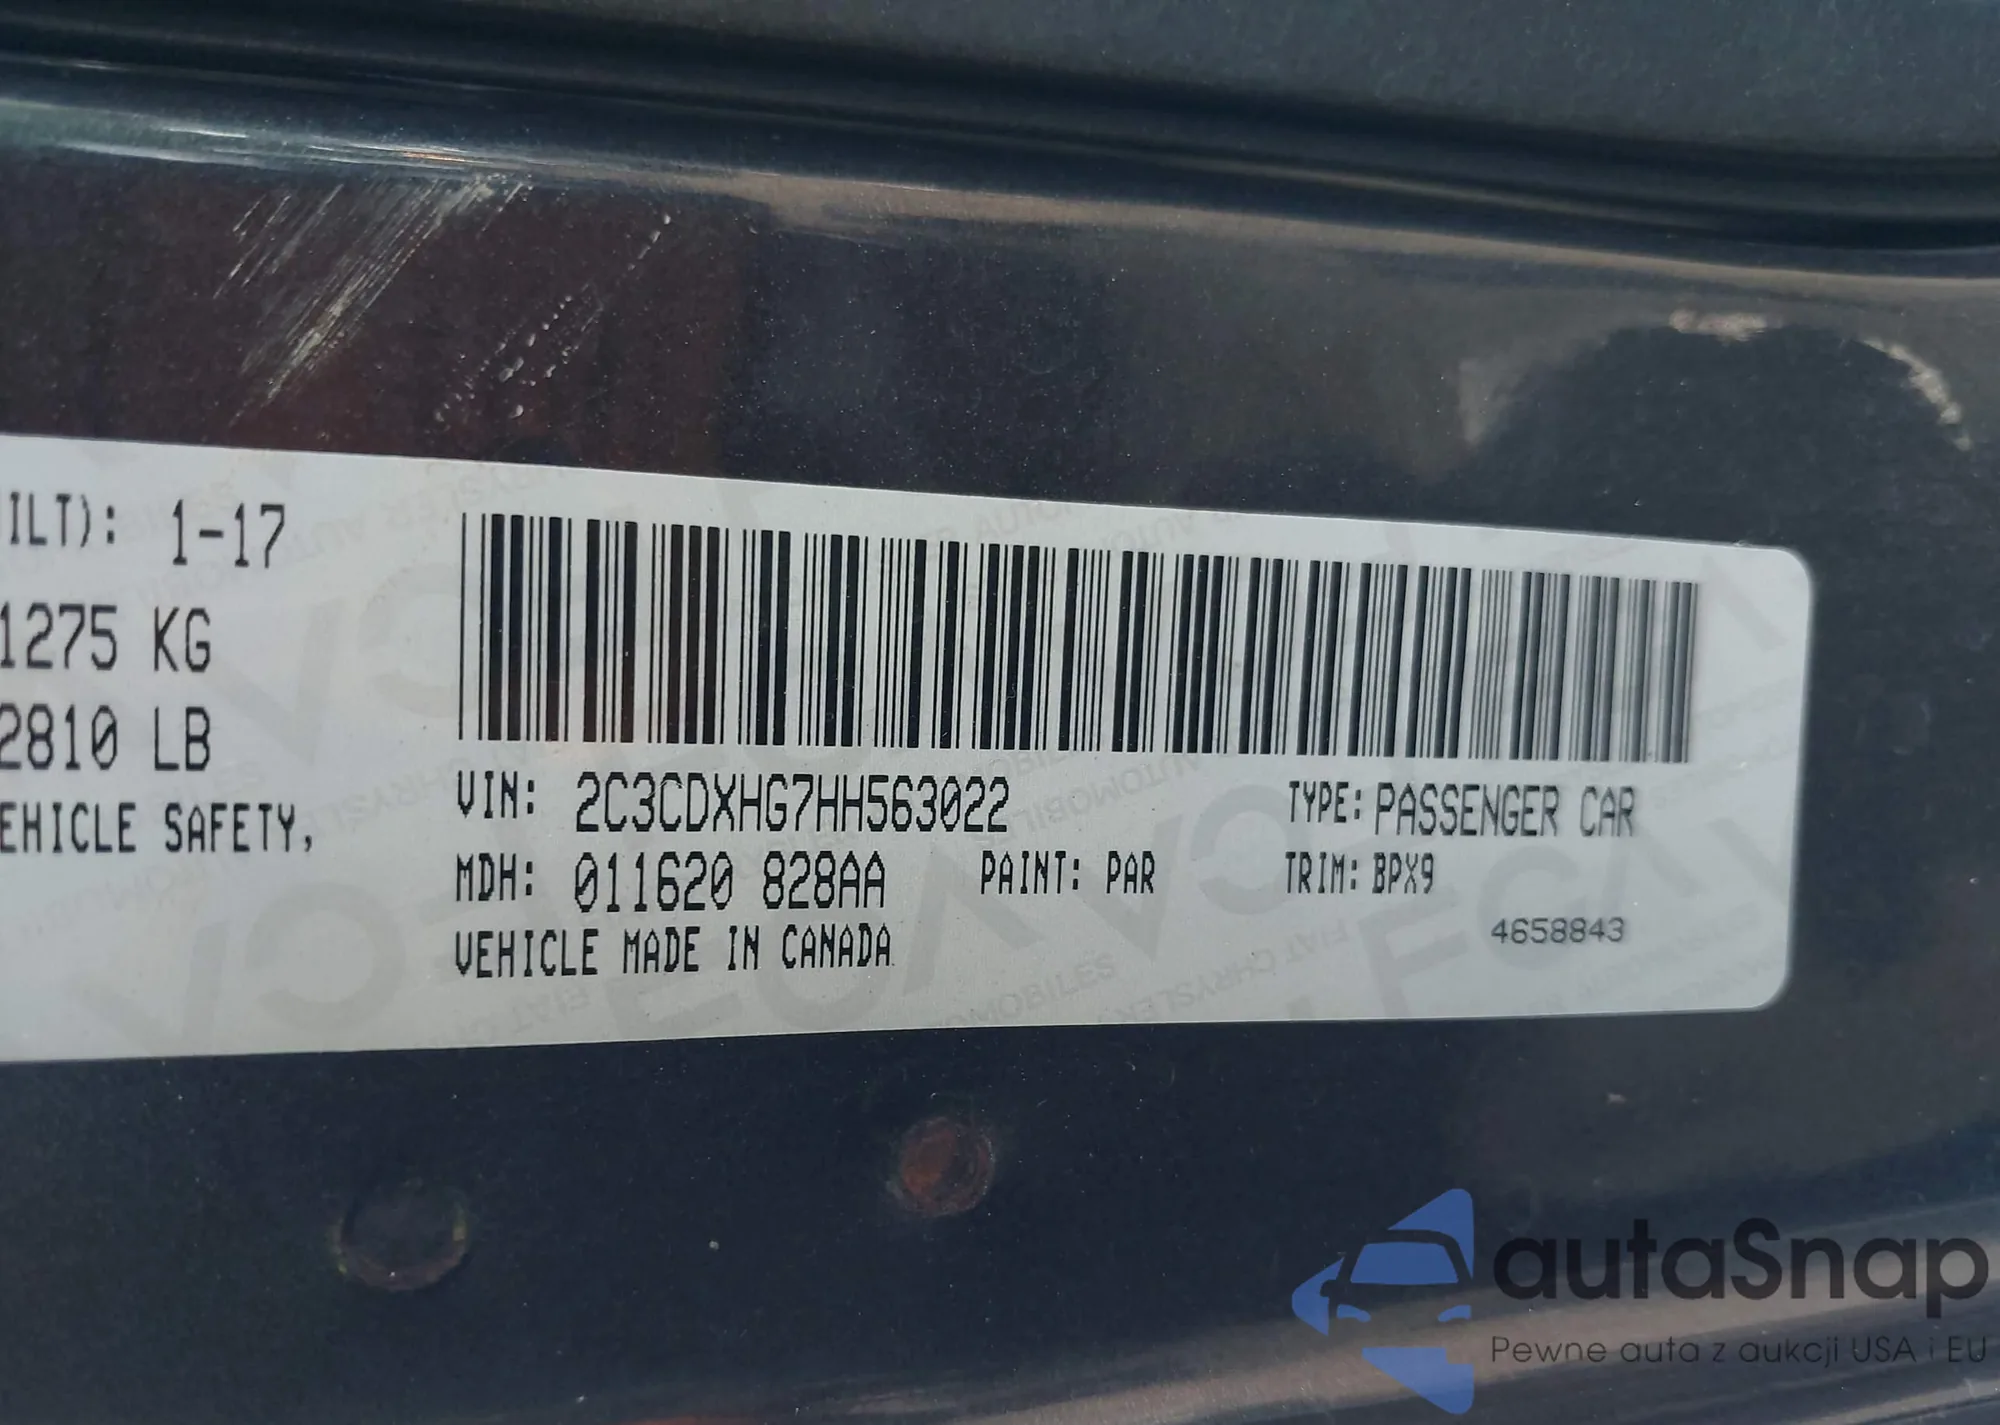 ILT): 1-17
1275 KG
2810 LB
EHICLE SAFETY,
VIN: 2C3CDXHG7HH563022
TYPE: PASSENGER CAR
MDH: 011620 828AA
PAINT: PAR
TRIM: BPX9
VEHICLE MADE IN CANADA
4658843
autaSnap
Pewne auta z aukcji USA i EU